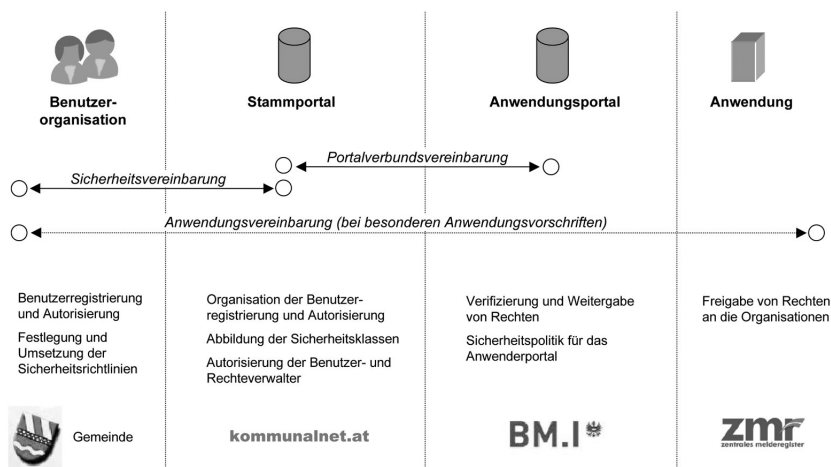 Benutzer-
organisation
Stammportal
Anwendungsportal
Anwendung
Portalverbundsvereinbarung
Sicherheitsvereinbarung
Anwendungsvereinbarung (bei besonderen Anwendungsvorschriften)
Benutzerregistrierung
und Autorisierung
Festlegung und
Umsetzung der
Sicherheitsrichtlinien
Organisation der Benutzer-
registrierung und Autorisierung
Abbildung der Sicherheitsklassen
Autorisierung der Benutzer- und
Rechteverwalter
Verifizierung und Weitergabe
von Rechten
Sicherheitspolitik für das
Anwenderportal
Freigabe von Rechten
an die Organisationen
Gemeinde
kommunalnet.at
BM.I
zmr
zentrales melderegister